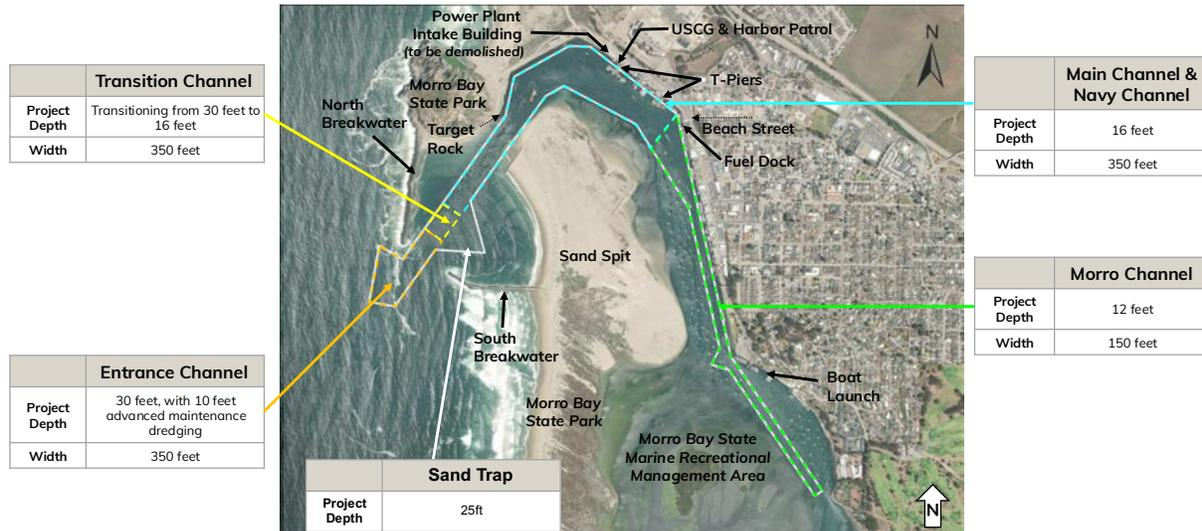 Power Plant
Intake Building
(to be demolished)
USCG & Harbor Patrol
N
T-Piers
Morro Bay
State Park
North
Breakwater
Target
Rock
Beach Street
Fuel Dock
Sand Spit
South
Breakwater
Boat
Launch
Morro Bay
State Park
Morro Bay State
Marine Recreational
Management Area
N
Transition Channel
Project
Depth
Transitioning from 30 feet to
16 feet
Width
350 feet
Main Channel &
Navy Channel
Project
Depth
16 feet
Width
350 feet
Morro Channel
Project
Depth
12 feet
Width
150 feet
Entrance Channel
Project
Depth
30 feet, with 10 feet
advanced maintenance
dredging
Width
350 feet
Sand Trap
Project
Depth
25ft